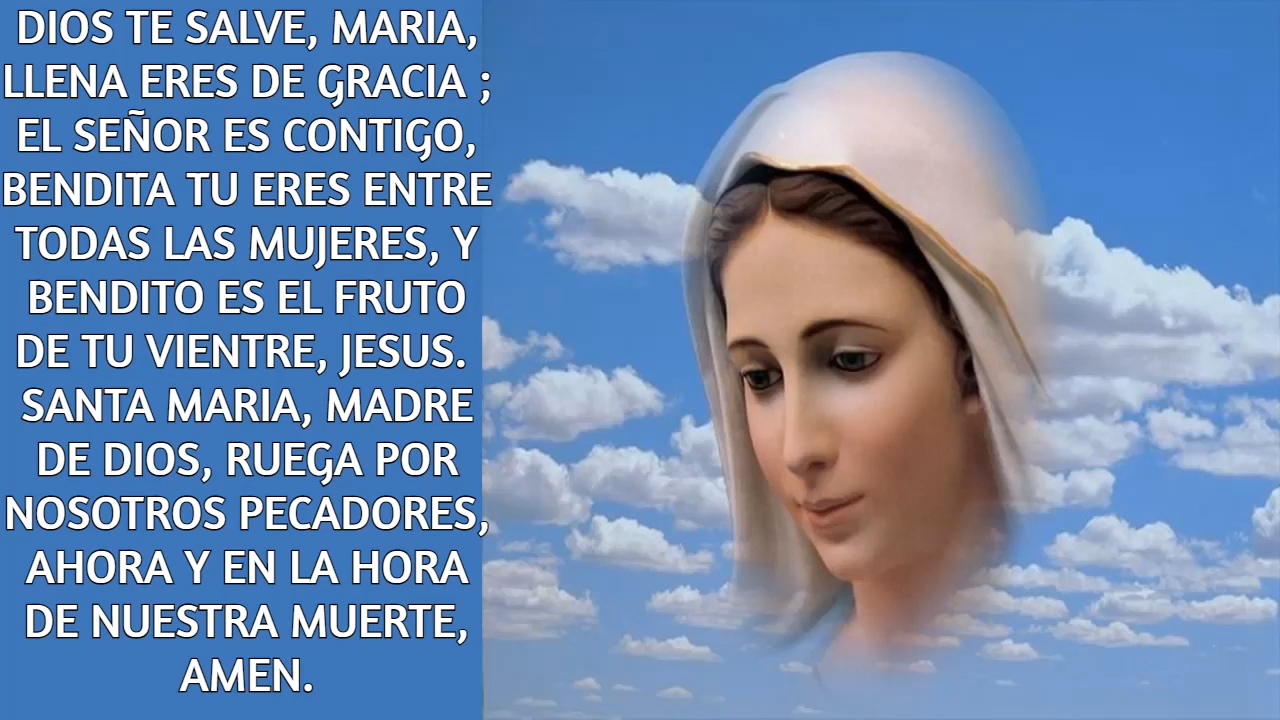 DIOS TE SALVE, MARIA,
LLENA ERES DE GRACIA ;
EL SEÑOR ES CONTIGO,
BENDITA TU ERES ENTRE
TODAS LAS MUJERES, Y
BENDITO ES EL FRUTO
DE TU VIENTRE, JESUS.
SANTA MARIA, MADRE
DE DIOS, RUEGA POR
NOSOTROS PECADORES,
AHORA Y EN LA HORA
DE NUESTRA MUERTE,
AMEN.